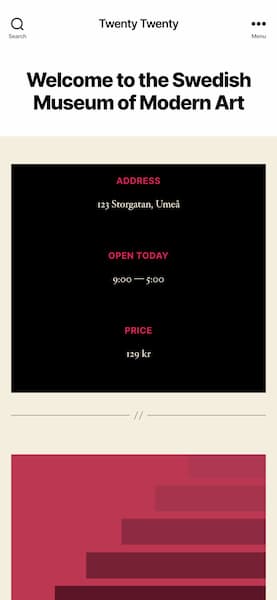 Twenty Twenty
Search
Menu
Welcome to the Swedish
Museum of Modern Art
ADDRESS
123 Storgatan, Umeå
OPEN TODAY
9:00 — 5:00
PRICE
129 kr
//